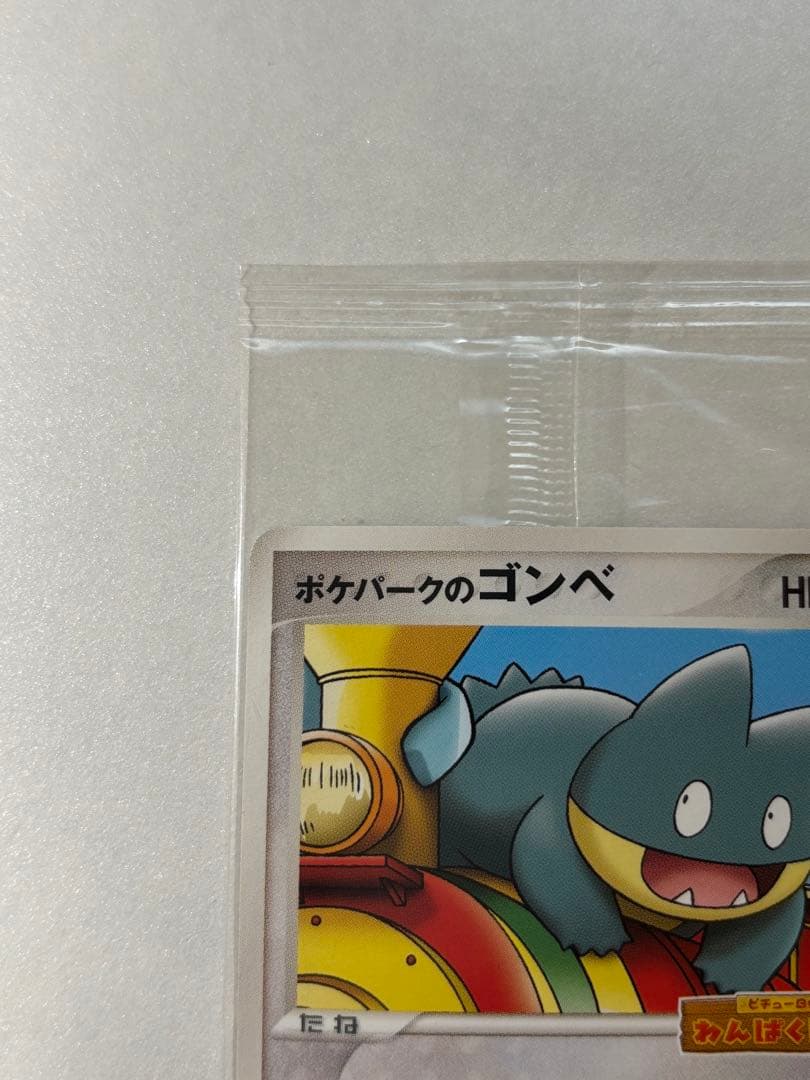 ポケパークのゴンベ
たね
ピチュー
わんぱく